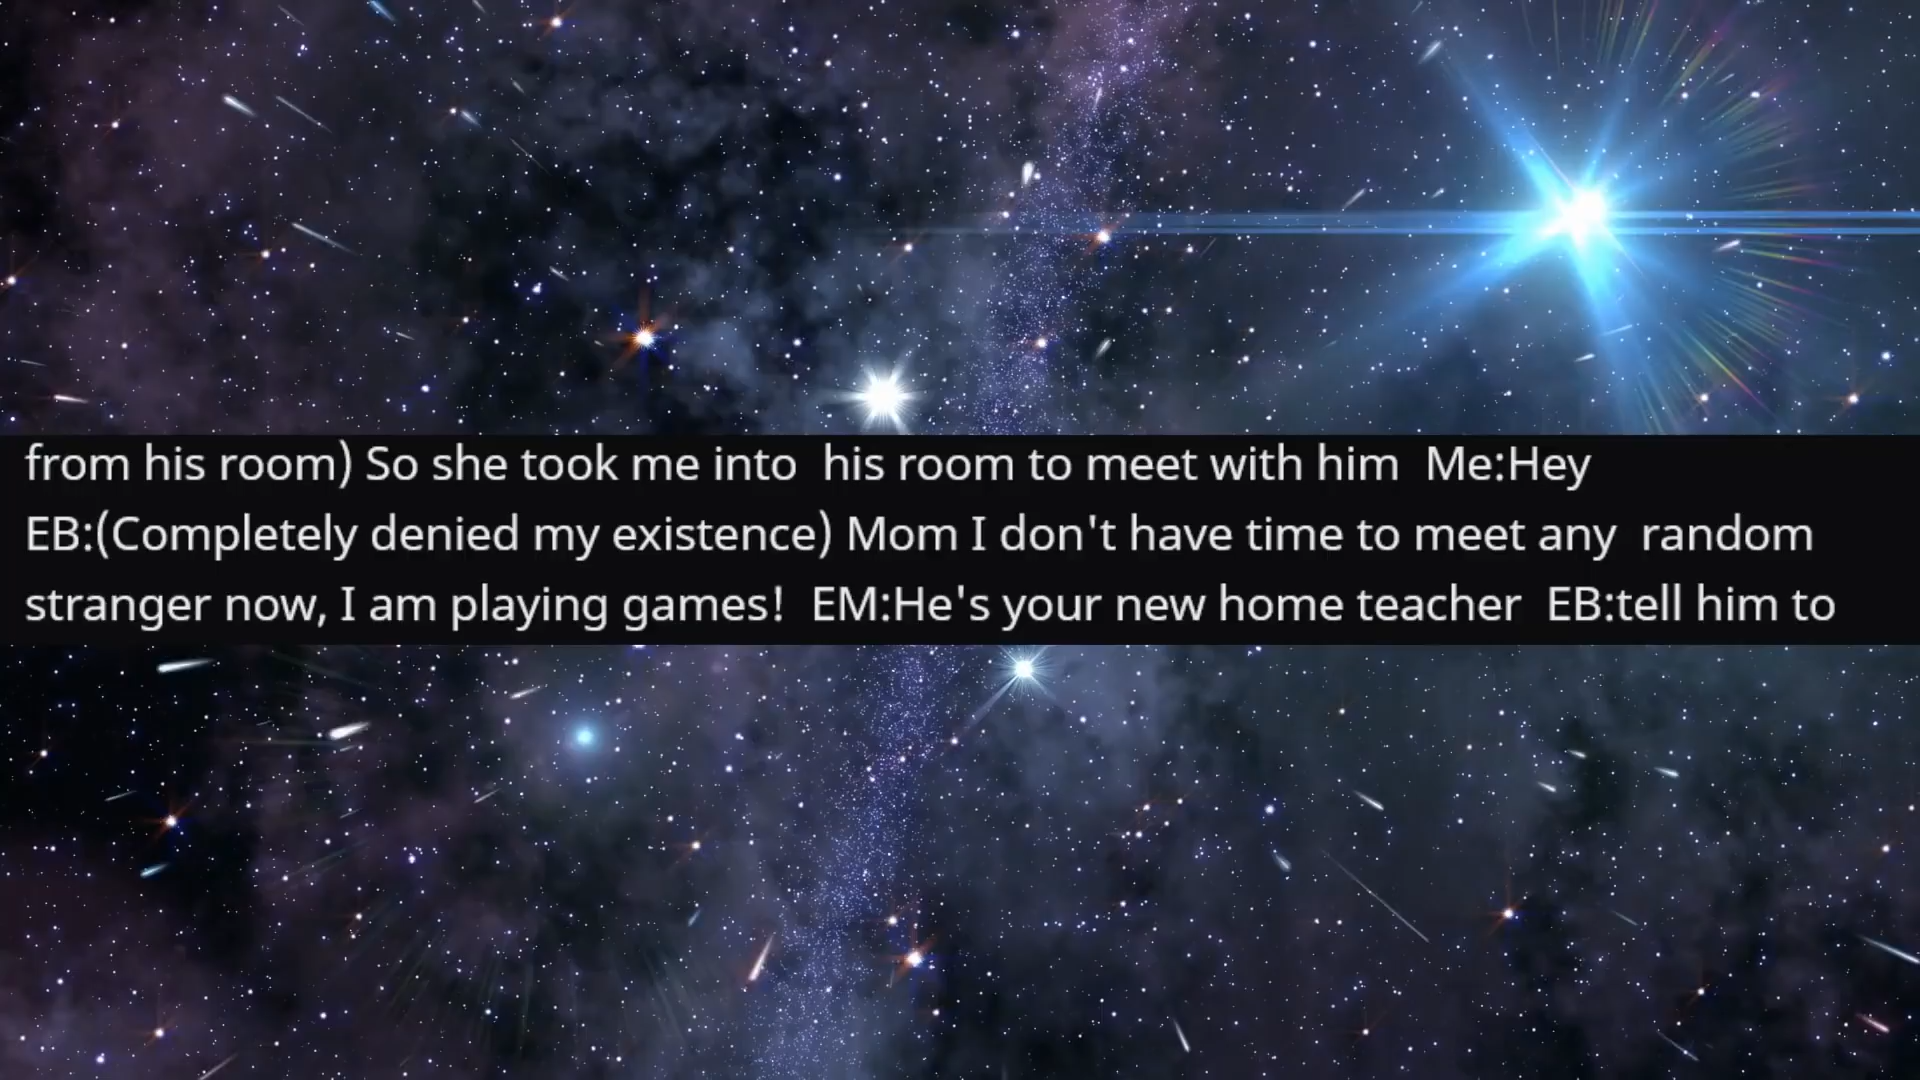 from his room) So she took me into  his room to meet with him  Me:Hey
EB:(Completely denied my existence) Mom I don't have time to meet any  random
stranger now, I am playing games!  EM:He's your new home teacher  EB:tell him to